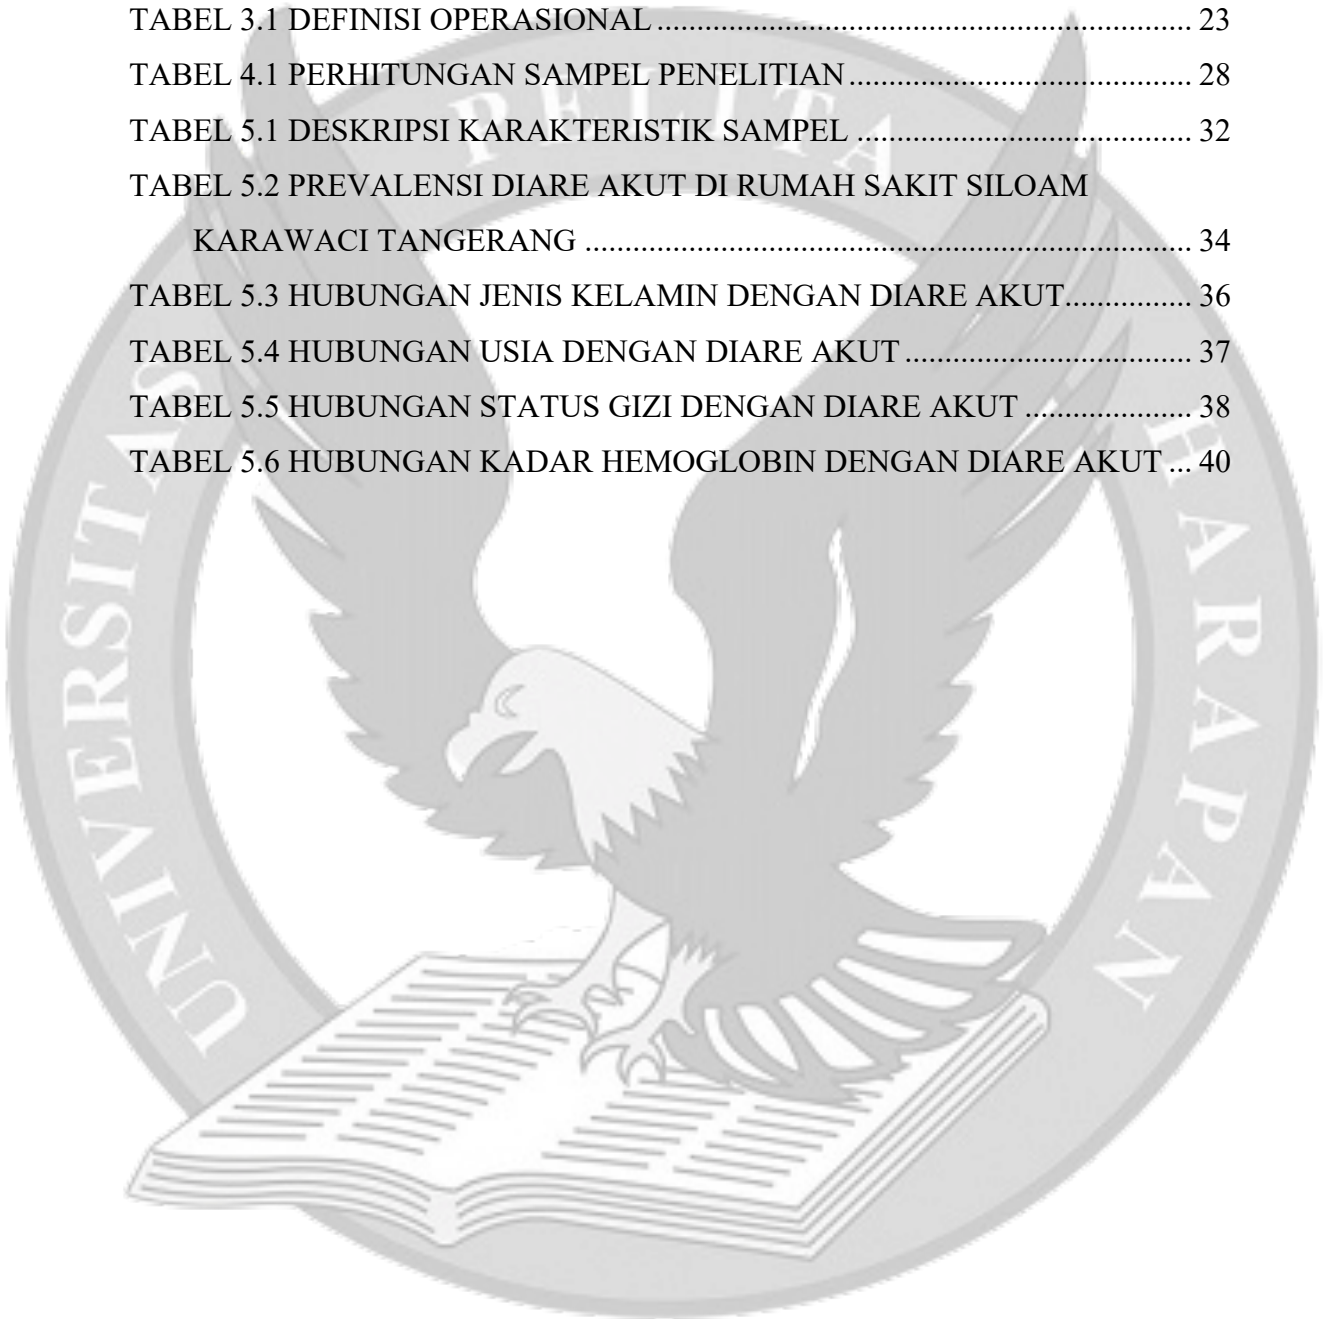 TABEL 3.1 DEFINISI OPERASIONAL ................................................................... 23
TABEL 4.1 PERHITUNGAN SAMPEL PENELITIAN ........................................... 28
TABEL 5.1 DESKRIPSI KARAKTERISTIK SAMPEL .......................................... 32
TABEL 5.2 PREVALENSI DIARE AKUT DI RUMAH SAKIT SILOAM
KARAWACI TANGERANG ............................................................................ 34
TABEL 5.3 HUBUNGAN JENIS KELAMIN DENGAN DIARE AKUT................ 36
TABEL 5.4 HUBUNGAN USIA DENGAN DIARE AKUT .................................... 37
TABEL 5.5 HUBUNGAN STATUS GIZI DENGAN DIARE AKUT ..................... 38
TABEL 5.6 HUBUNGAN KADAR HEMOGLOBIN DENGAN DIARE AKUT ... 40
UNIVERSITAS PELITA HARAPAN